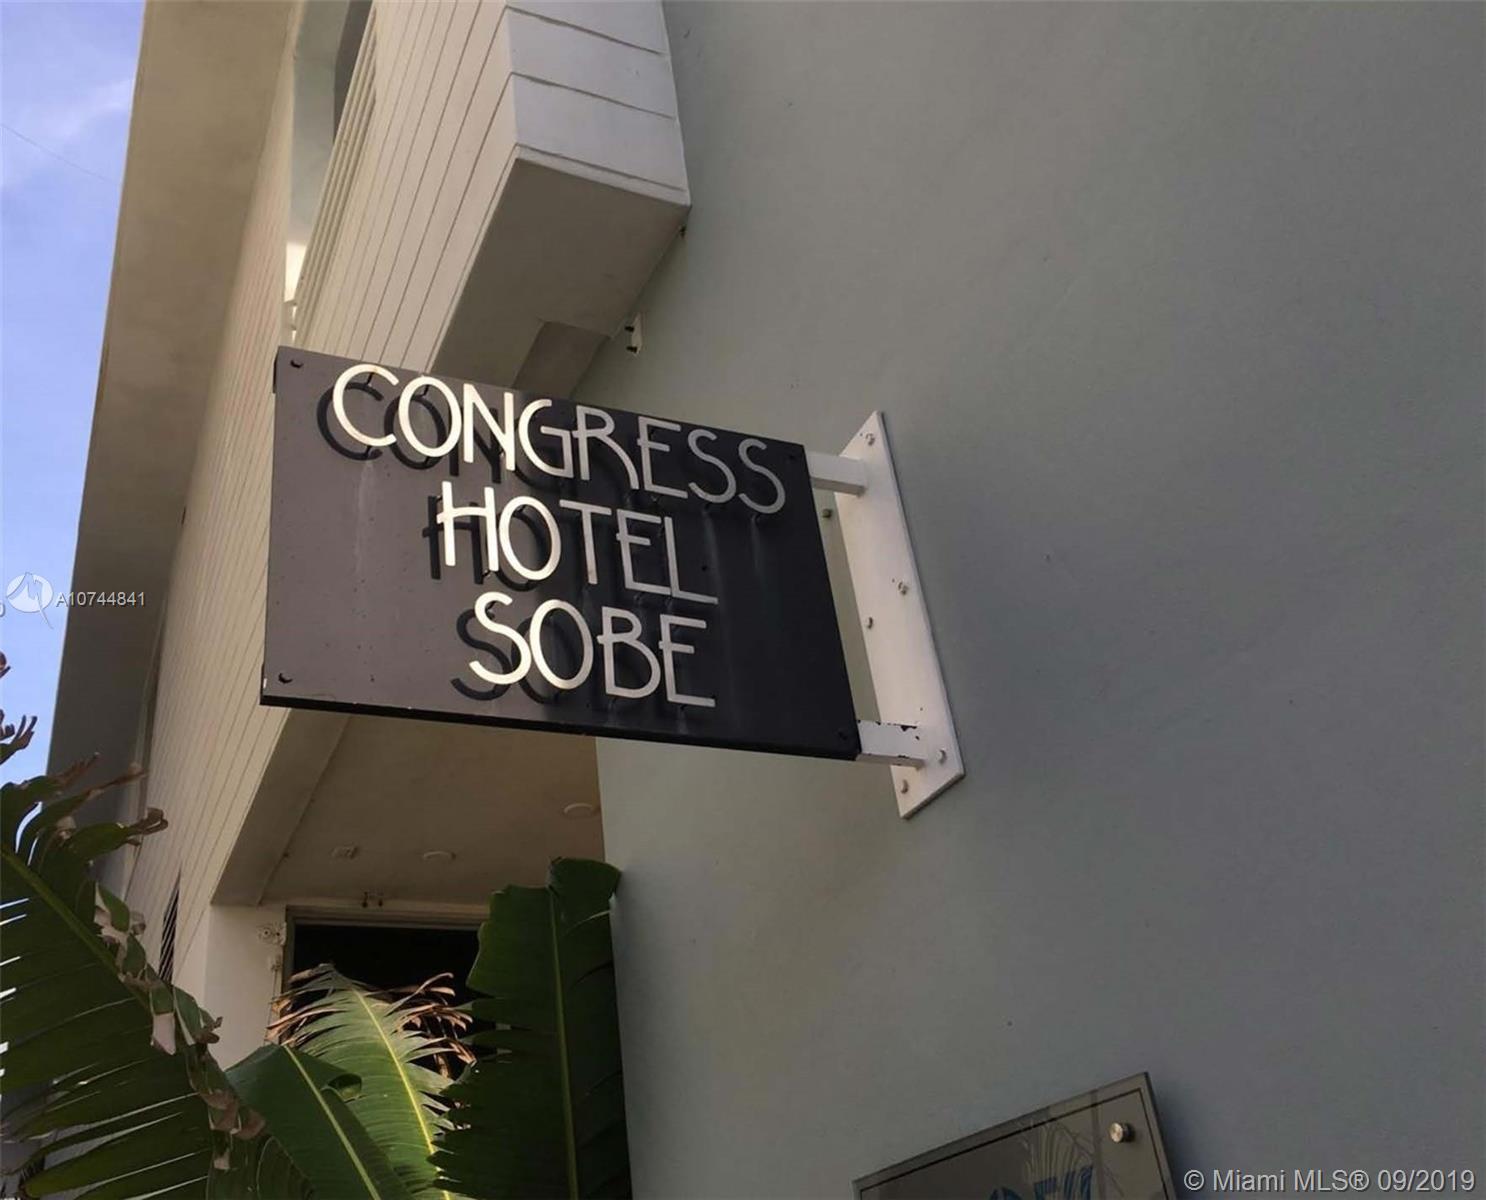 CONGRESS
HOTEL
SOBE
A10744841
© Miami MLS® 09/2019